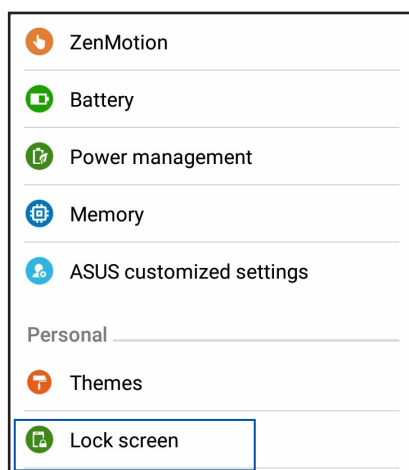 ZenMotion
Battery
Power management
Memory
ASUS customized settings
Personal
Themes
Lock screen